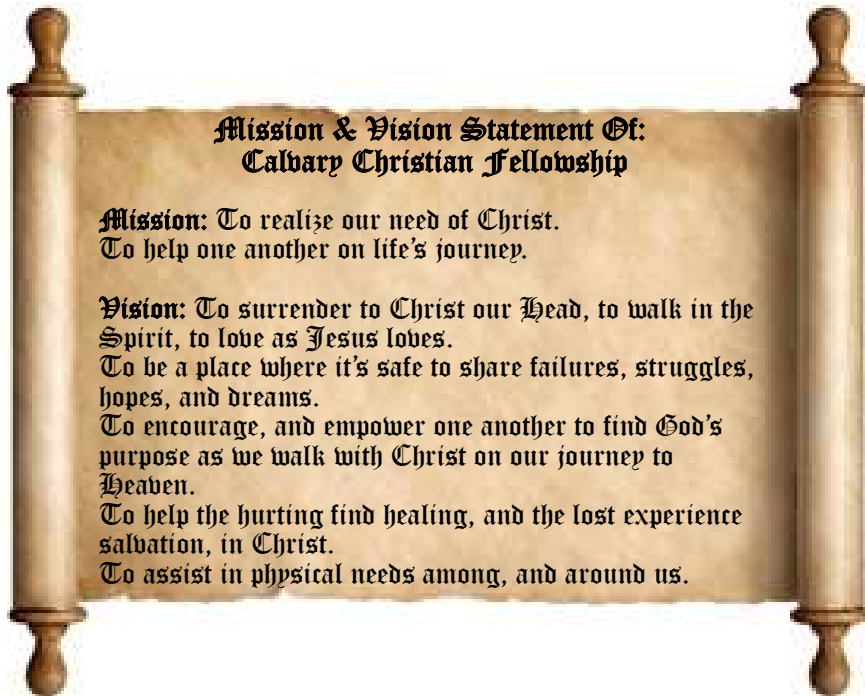 Mission & Vision Statement Of:
Calvary Christian Fellowship
Mission: To realize our need of Christ.
To help one another on life's journey.
Vision: To surrender to Christ our Head, to walk in the
Spirit, to love as Jesus loves.
To be a place where it's safe to share failures, struggles,
hopes, and dreams.
To encourage, and empower one another to find God's
purpose as we walk with Christ on our journey to
Heaven.
To help the hurting find healing, and the lost experience
salvation, in Christ.
To assist in physical needs among, and around us.